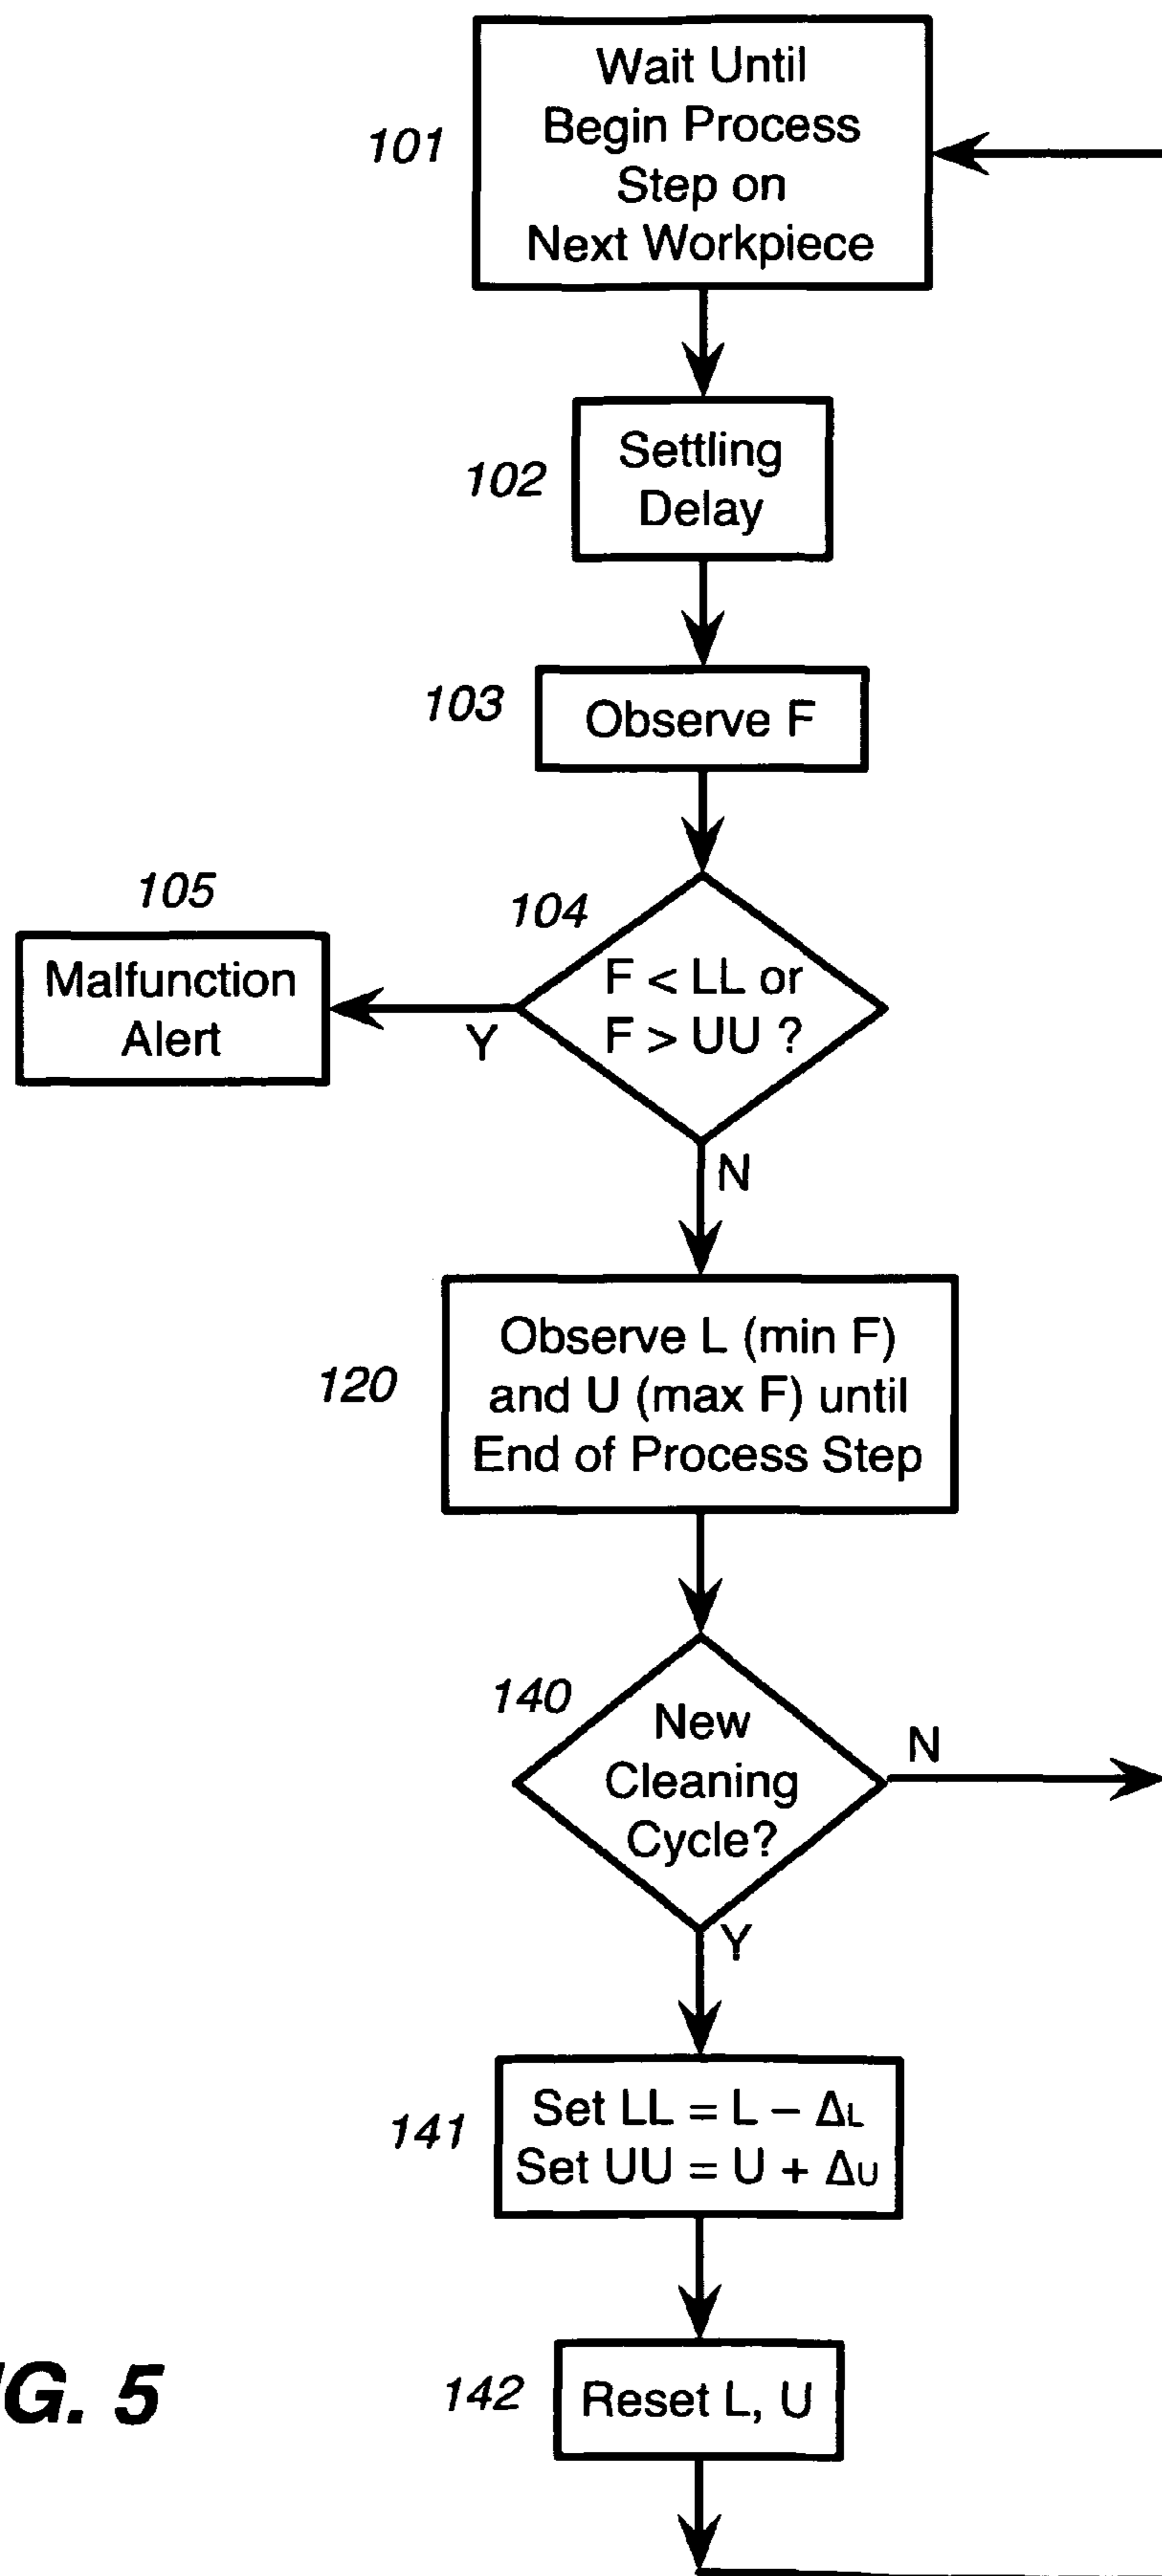 Wait Until
Begin Process
Step on
Next Workpiece
101
Settling
Delay
102
103
Observe F
105
Malfunction
Alert
104
F < LL or
F > UU ?
Y
N
Observe L (min F)
and U (max F) until
End of Process Step
120
140
New
Cleaning
Cycle?
N
Y
Set LL = L − ΔL
Set UU = U + ΔU
141
142
Reset L, U
G. 5